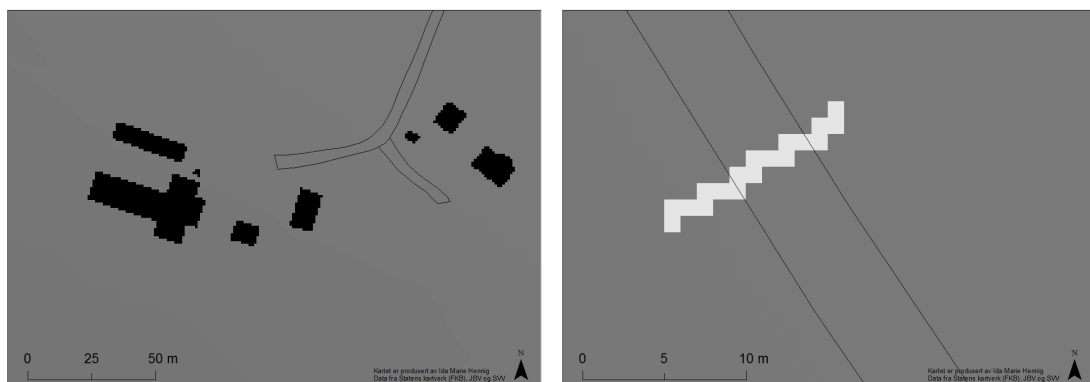 0 25 50 m
Kartet er produsert av Ida Marie Hennig
Data fra Statens kartverk (FKB), JBV og SVV
N
0 5 10 m
Kartet er produsert av Ida Marie Hennig
Data fra Statens kartverk (FKB), JBV og SVV
N